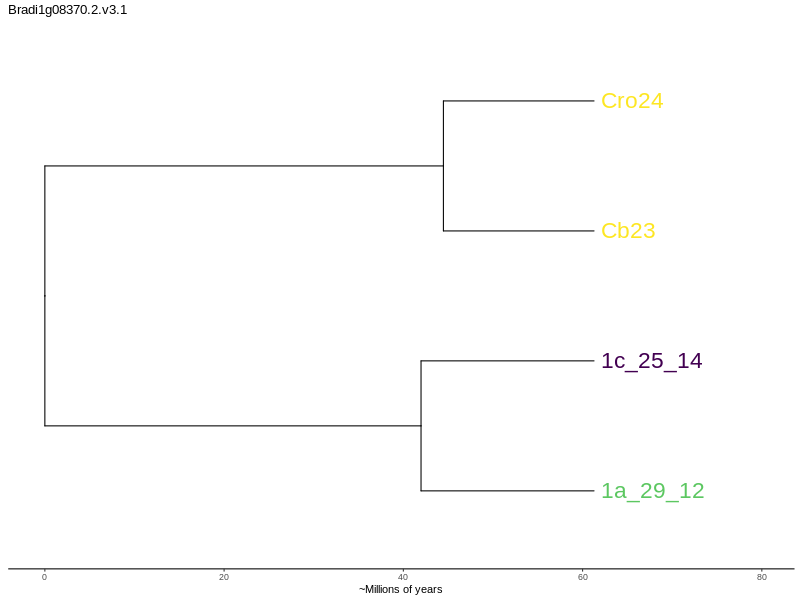 Bradi1g08370.2.v3.1
Cro24
Cb23
1c_25_14
1a_29_12
0 20 40 60 80
~Millions of years